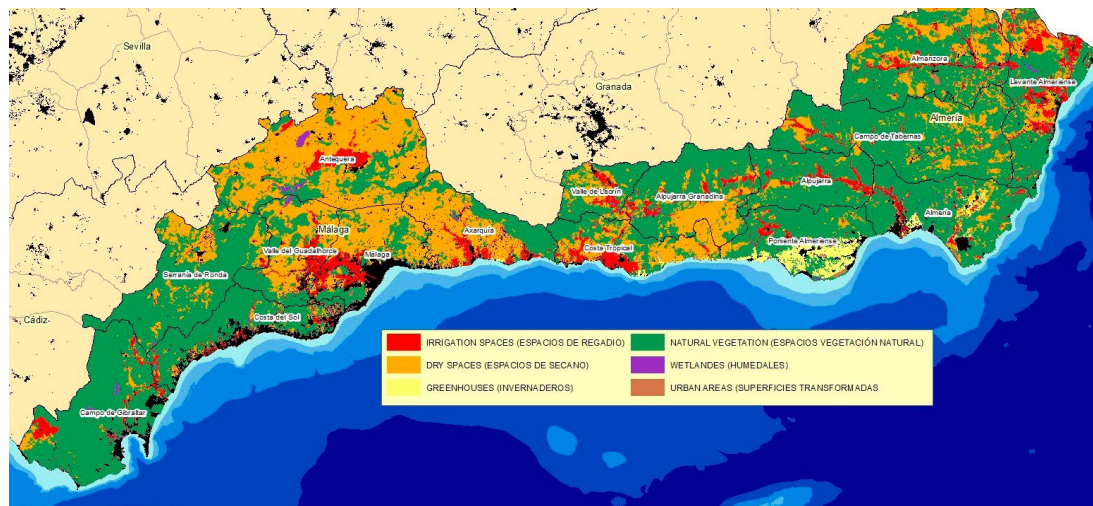 Sevilla
Granada
Almanzora
Levante Almeriense
Almería
Campo de Tabernas
Antequera
Valle de Lecrín
Alpujarra Granadina
Alpujarra
Almería
Málaga
Axarquía
Valle del Guadalhorce
Málaga
Costa Tropical
Poniente Almeriense
Serranía de Ronda
Cádiz
Costa del Sol
Campo de Gibraltar
IRRIGATION SPACES (ESPACIOS DE REGADIO)
NATURAL VEGETATION (ESPACIOS VEGETACIÓN NATURAL)
DRY SPACES (ESPACIOS DE SECANO)
WETLANDES (HUMEDALES)
GREENHOUSES (INVERNADEROS)
URBAN AREAS (SUPERFICIES TRANSFORMADAS